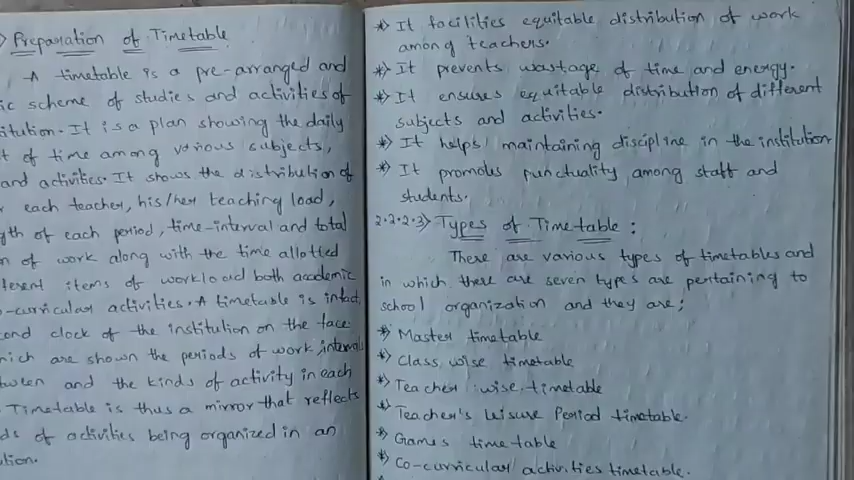 ) Preparation of Timetable
A timetable is a pre-arranged and
ic scheme of studies and activities of
itution. It is a plan showing the daily
t of time among various subjects,
and activities. It shows the distribution of
each teacher, his/her teaching load,
gth of each period, time-interval and total
n of work along with the time allotted
ferent items of workload both academic
o-curricular activities. A timetable is infact,
ond clock of the institution on the face
hich are shown the periods of work, interval
tween and the kinds of activity in each
Timetable is thus a mirror that reflects
ds of activities being organized in an
ution.
*) It facilities equitable distribution of work
among teachers.
*) It prevents wastage of time and energy.
*) It ensures equitable distribution of different
subjects and activities.
*) It helps maintaining discipline in the institution
*) It promotes punctuality among staff and
students.
2.2.2.3) Types of Timetable :
There are various types of timetables and
in which there are seven types are pertaining to
school organization and they are;
*) Master timetable
*) Class wise timetable
*) Teacher wise timetable
*) Teacher's leisure Period timetable.
*) Games timetable
*) Co-curricular activities timetable.